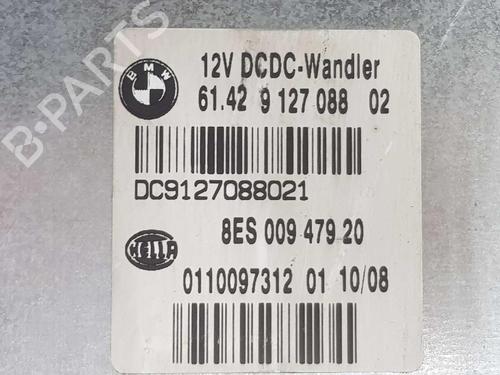 BMW
12V DCDC-Wandler
61.42 9 127 088 02
DC9127088021
8ES 009 479 20
HELLA
0110097312 01 10/08
B-PARTS